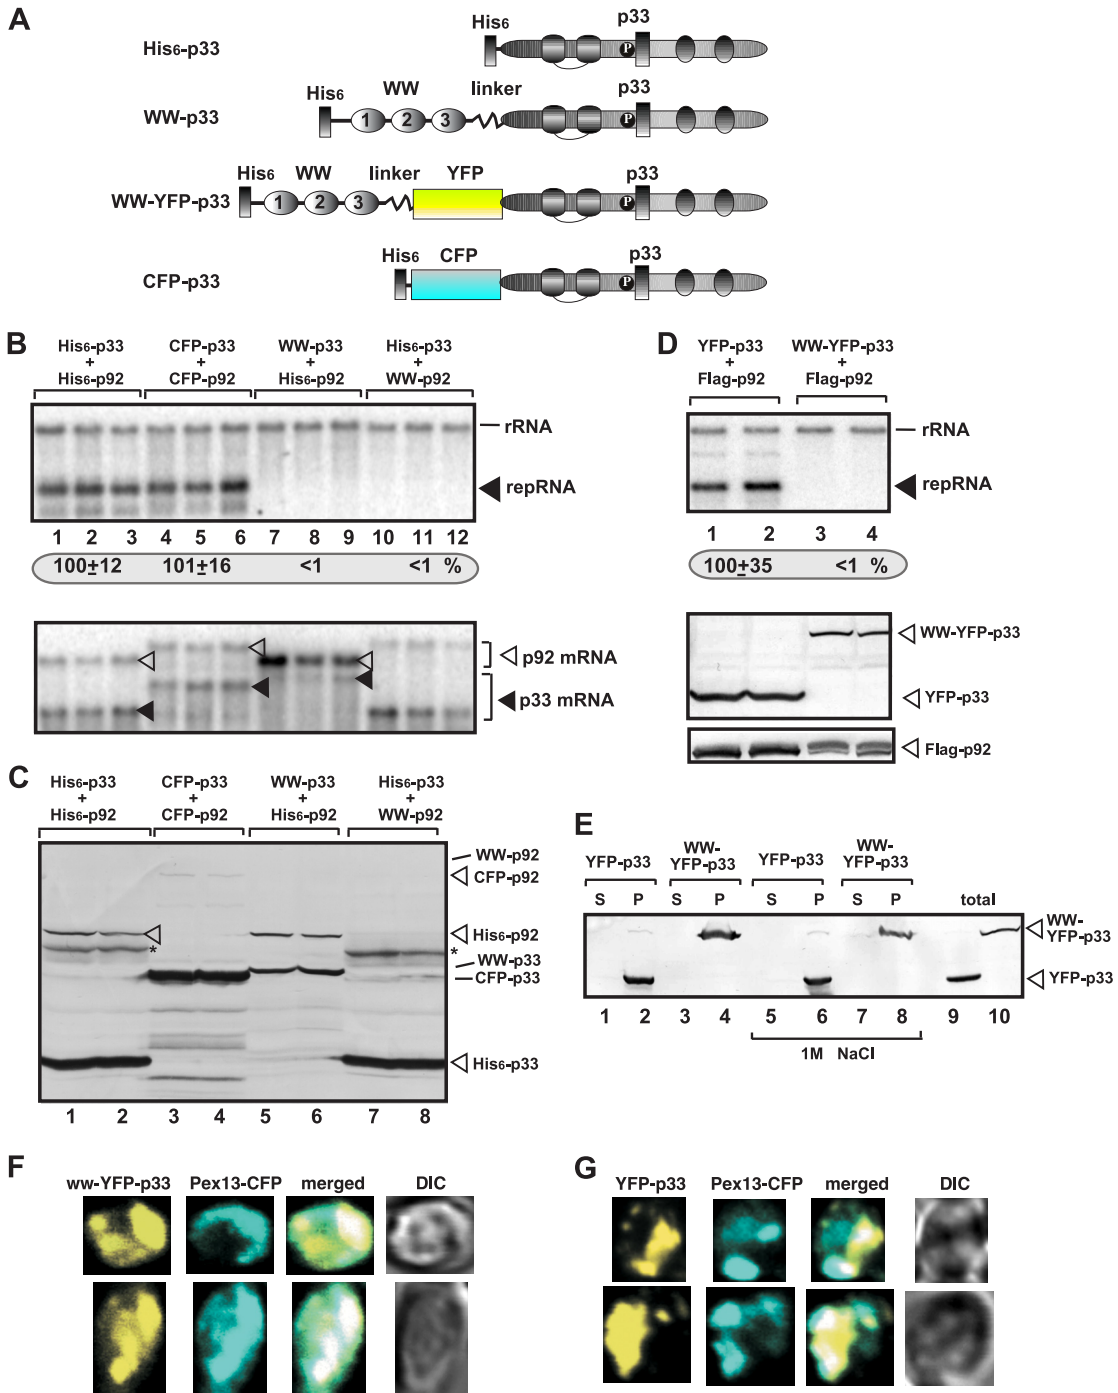 A
His6-p33
His6
p33
P
WW-p33
His6
WW
linker
p33
1 2 3
P
WW-YFP-p33
His6
WW
linker
YFP
p33
1 2 3
P
CFP-p33
His6
CFP
p33
P
B
His6-p33 + His6-p92
CFP-p33 + CFP-p92
WW-p33 + His6-p92
His6-p33 + WW-p92
rRNA
repRNA
1 2 3 4 5 6 7 8 9 10 11 12
100±12 101±16 <1 <1 %
p92 mRNA
p33 mRNA
C
His6-p33 + His6-p92
CFP-p33 + CFP-p92
WW-p33 + His6-p92
His6-p33 + WW-p92
WW-p92
CFP-p92
His6-p92
* *
WW-p33
CFP-p33
His6-p33
1 2 3 4 5 6 7 8
D
YFP-p33 + Flag-p92
WW-YFP-p33 + Flag-p92
rRNA
repRNA
1 2 3 4
100±35 <1 %
WW-YFP-p33
YFP-p33
Flag-p92
E
YFP-p33
WW-YFP-p33
YFP-p33
WW-YFP-p33
S P S P S P S P total
WW-YFP-p33
YFP-p33
1 2 3 4 5 6 7 8 9 10
1M NaCl
F
ww-YFP-p33 Pex13-CFP merged DIC
G
YFP-p33 Pex13-CFP merged DIC